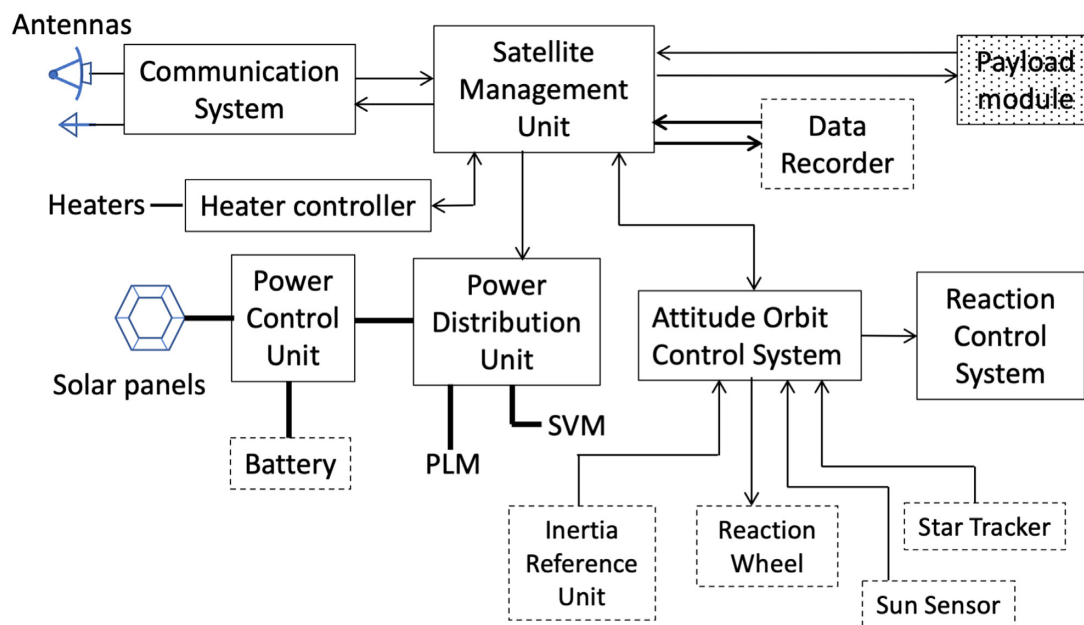 Antennas
Communication
System
Satellite
Management
Unit
Payload
module
Data
Recorder
Heaters
Heater controller
Power
Control
Unit
Power
Distribution
Unit
Attitude Orbit
Control System
Reaction
Control
System
Solar panels
SVM
Battery
PLM
Inertia
Reference
Unit
Reaction
Wheel
Star Tracker
Sun Sensor